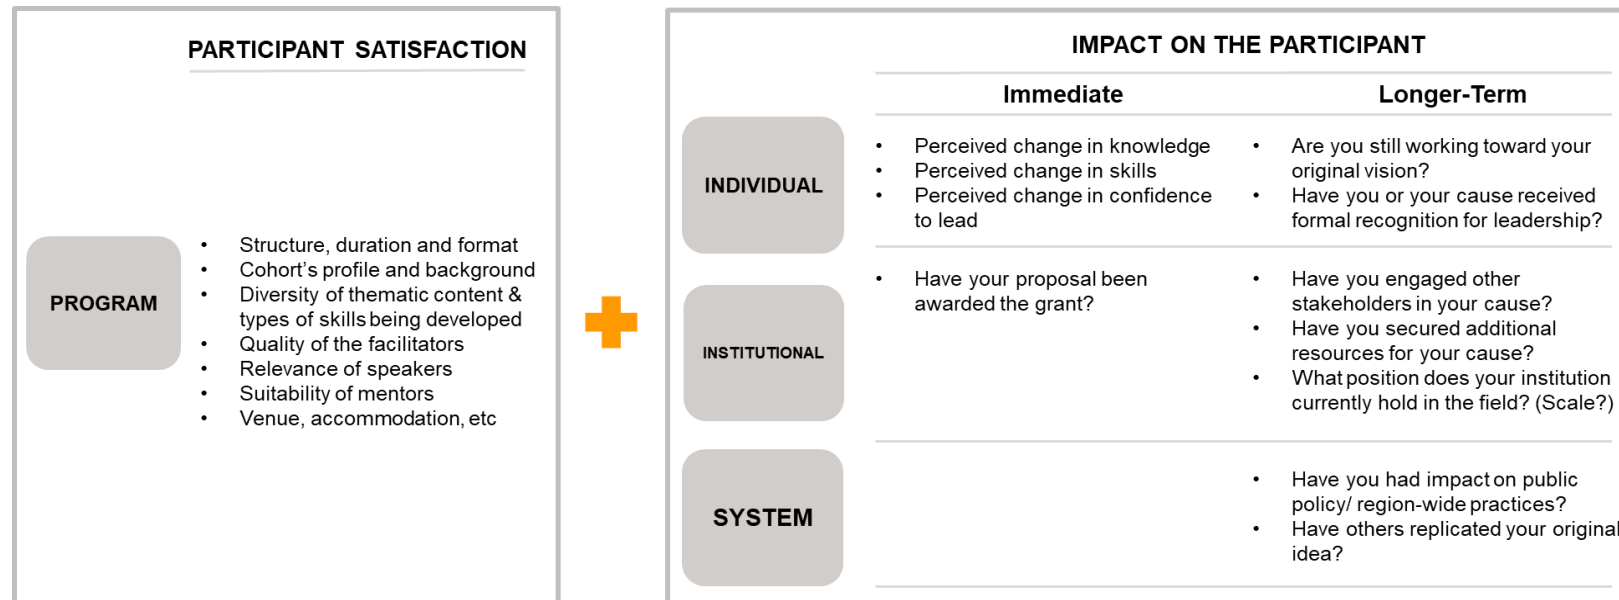 PARTICIPANT SATISFACTION
PROGRAM
• Structure, duration and format
• Cohort's profile and background
• Diversity of thematic content &
types of skills being developed
• Quality of the facilitators
• Relevance of speakers
• Suitability of mentors
• Venue, accommodation, etc
IMPACT ON THE PARTICIPANT
Immediate
Longer-Term
INDIVIDUAL
• Perceived change in knowledge
• Perceived change in skills
• Perceived change in confidence
to lead
• Are you still working toward your
original vision?
• Have you or your cause received
formal recognition for leadership?
INSTITUTIONAL
• Have your proposal been
awarded the grant?
• Have you engaged other
stakeholders in your cause?
• Have you secured additional
resources for your cause?
• What position does your institution
currently hold in the field? (Scale?)
SYSTEM
• Have you had impact on public
policy/ region-wide practices?
• Have others replicated your original
idea?